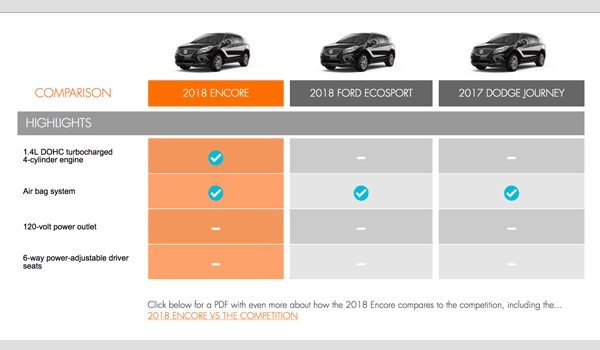 COMPARISON
2018 ENCORE
2018 FORD ECOSPORT
2017 DODGE JOURNEY
HIGHLIGHTS
1.4L DOHC turbocharged
4-cylinder engine
Air bag system
120-volt power outlet
6-way power-adjustable driver
seats
Click below for a PDF with even more about how the 2018 Encore compares to the competition, including the...
2018 ENCORE VS THE COMPETITION